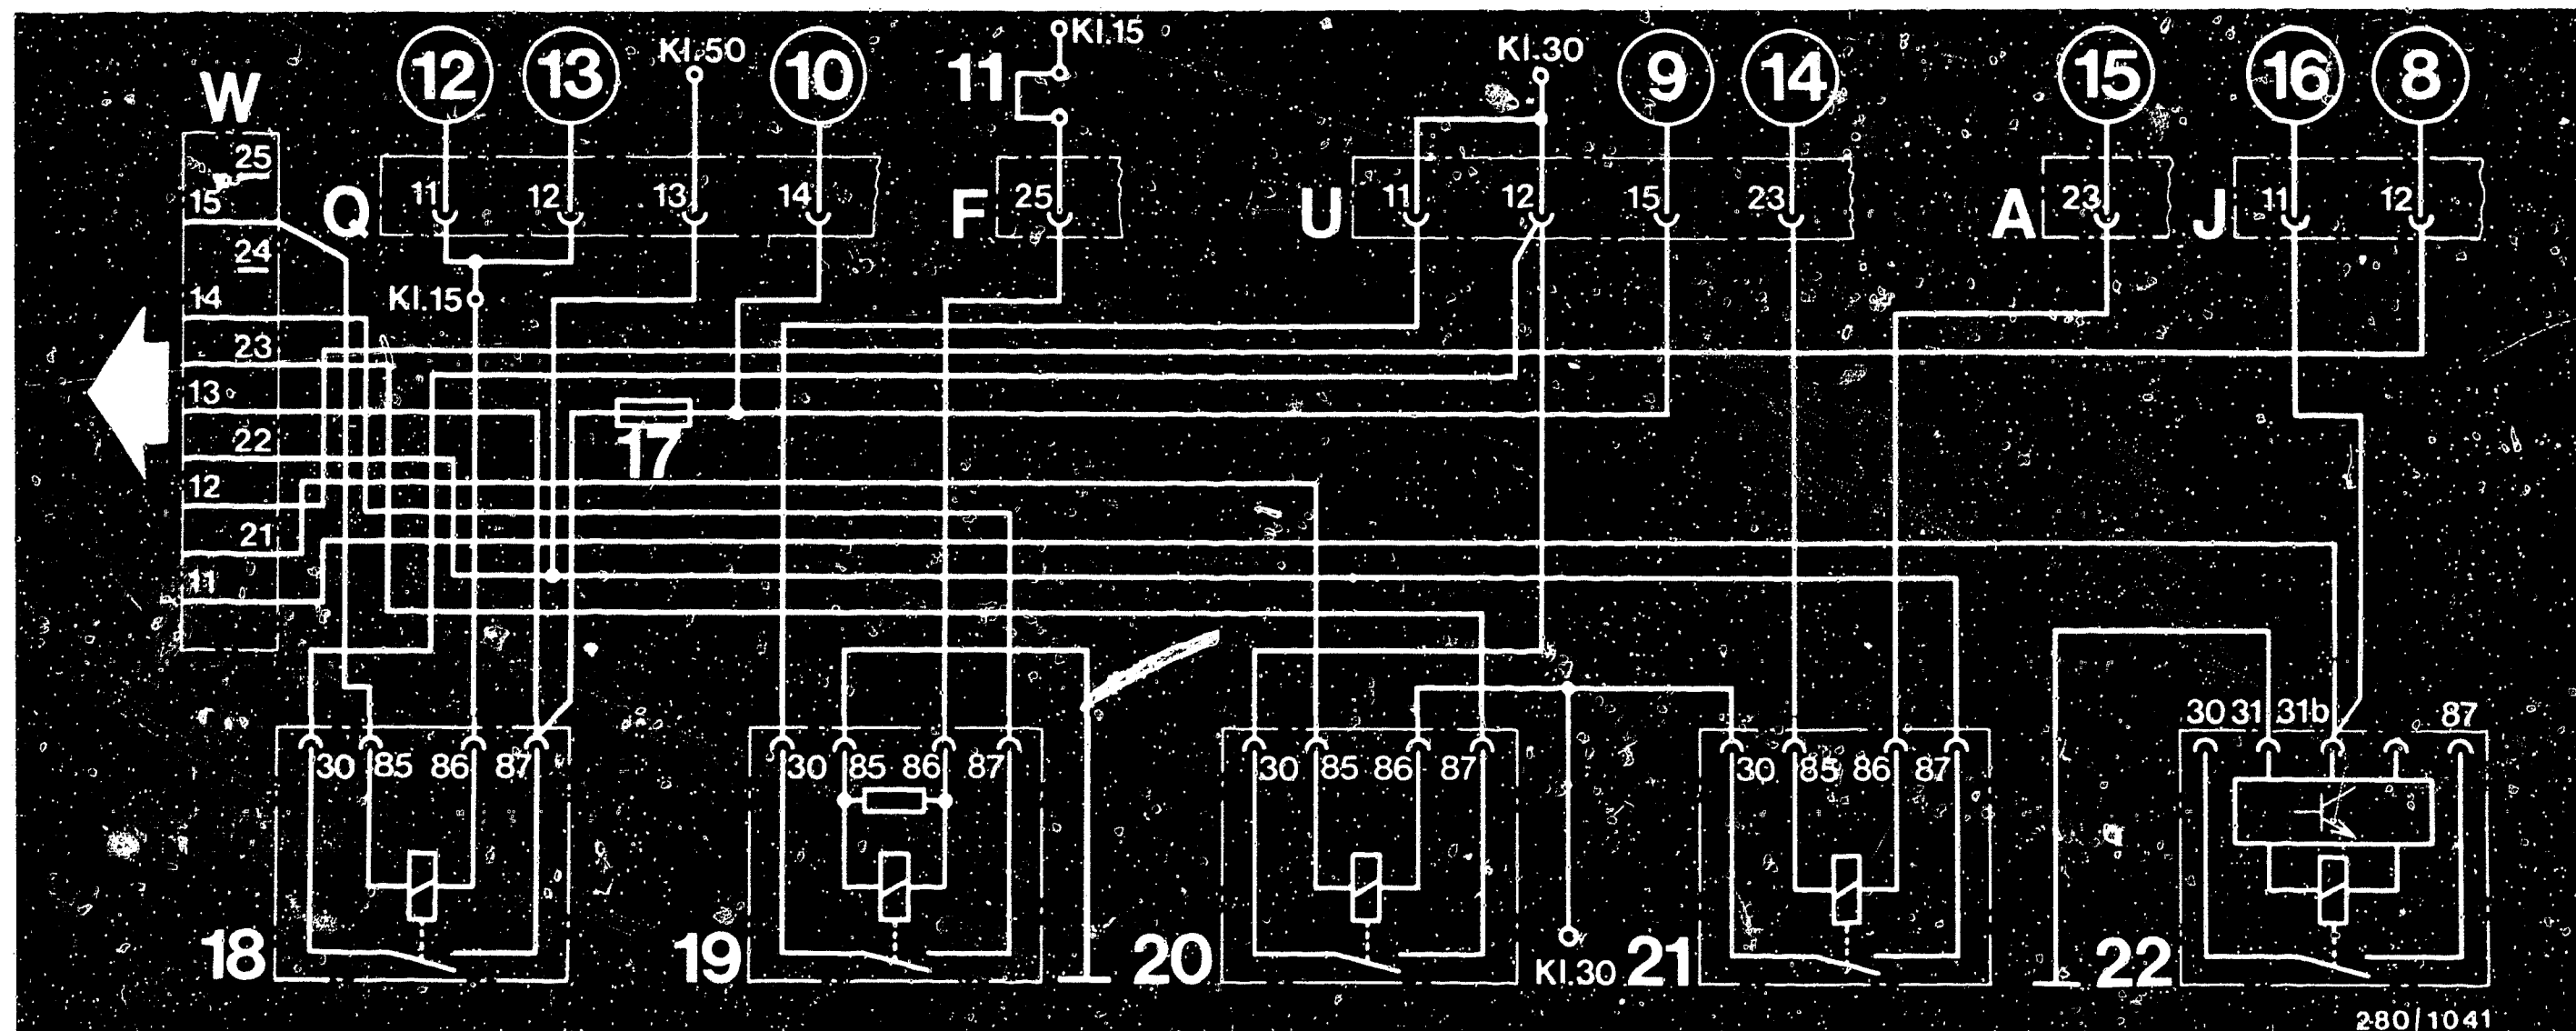 12 13 Kl.50 10 11 Kl.15 Kl.30 9 14 15 16 8
W
25
15
Q 11 12 13 14 F 25 U 11 12 15 23 A 23 J 11 12
24
14 Kl.15
23
13
22 17
12
21
11
30 31 31b 87
30 85 86 87 30 85 86 87 30 85 86 87 30 85 86 87
18 19 20 Kl.30 21 22
280/1041